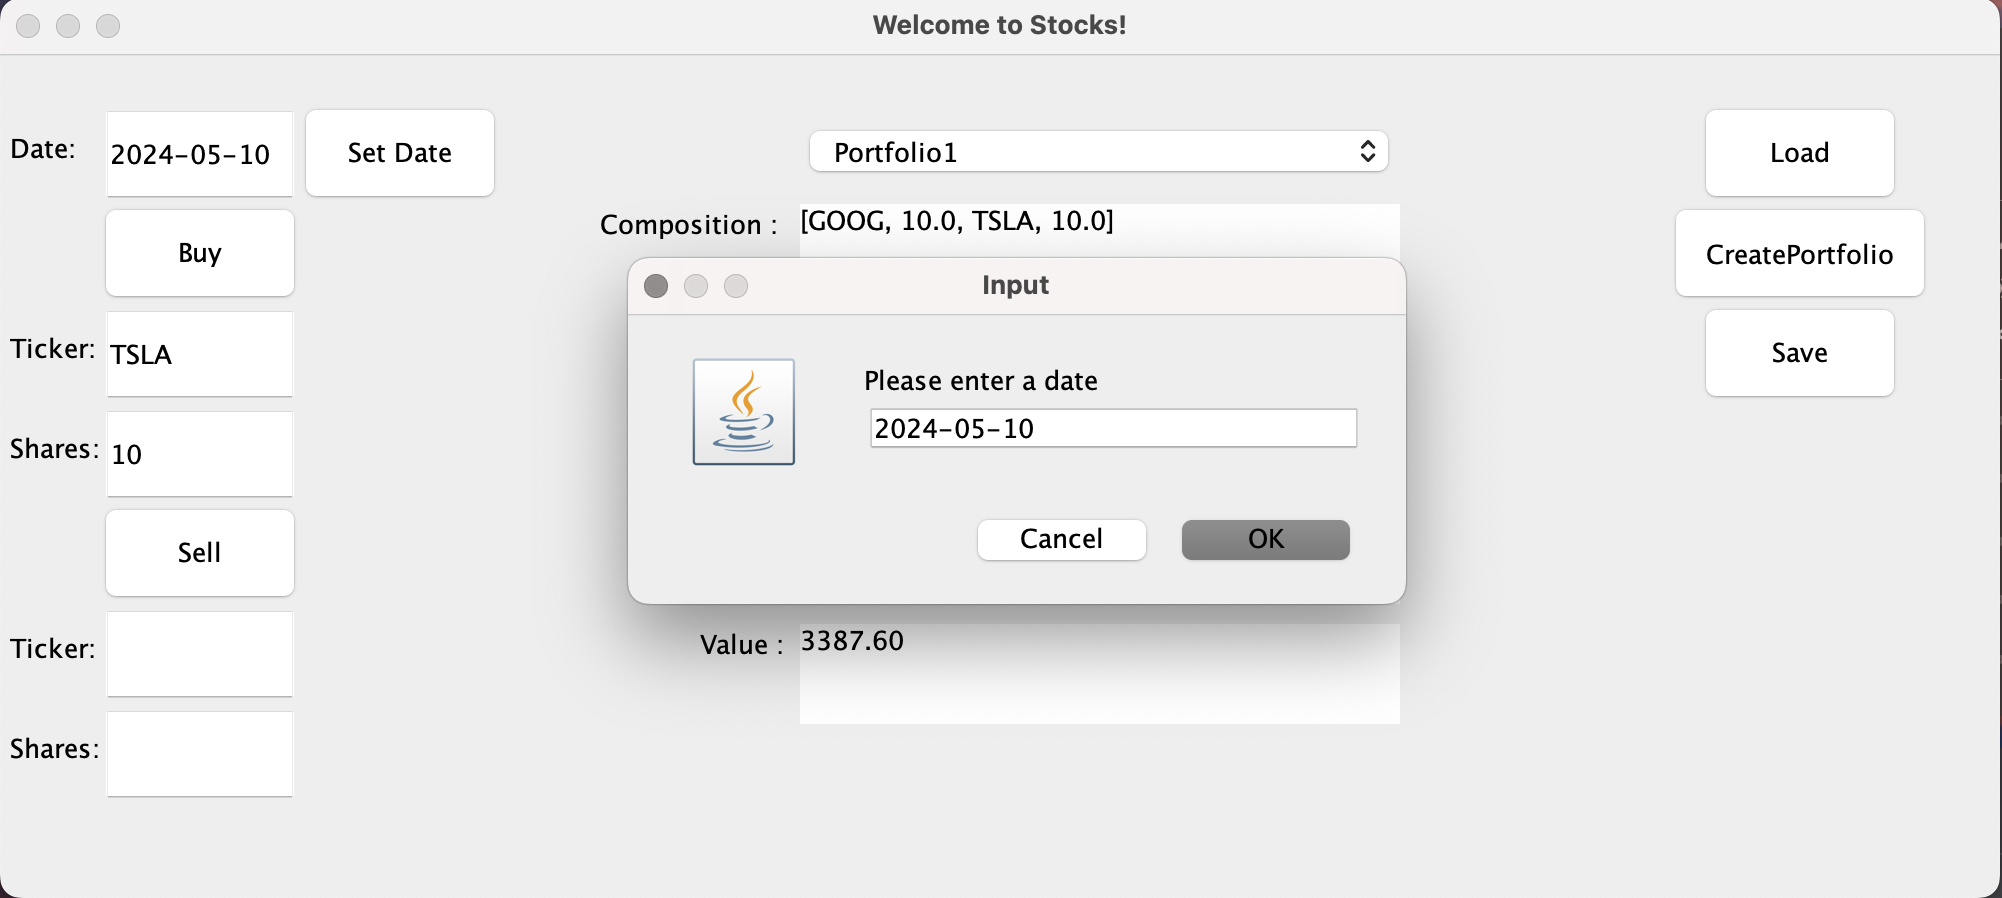 Welcome to Stocks!
Date:
2024-05-10
Set Date
Portfolio1
Load
Buy
Composition :
[GOOG, 10.0, TSLA, 10.0]
CreatePortfolio
Input
Ticker:
TSLA
Please enter a date
2024-05-10
Save
Shares:
10
Cancel
OK
Sell
Ticker:
Value :
3387.60
Shares: